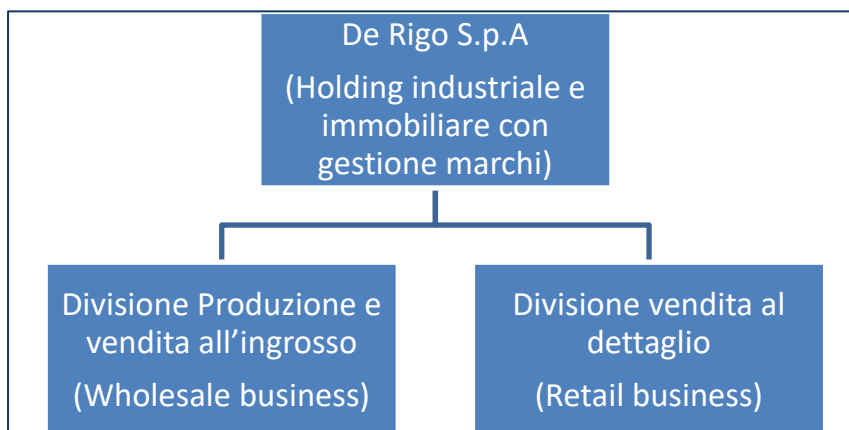 De Rigo S.p.A
(Holding industriale e
immobiliare con
gestione marchi)
Divisione Produzione e
vendita all’ingrosso
(Wholesale business)
Divisione vendita al
dettaglio
(Retail business)